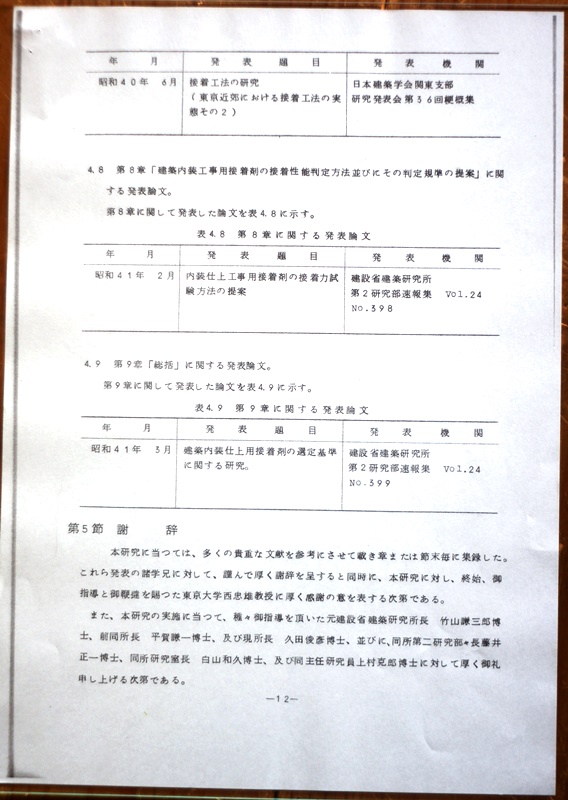 年　月　発　表　題　目　発　表　機　関
昭和40年　6月　接着工法の研究　日本建築学会関東支部
（東京近郊における接着工法の実　研究発表会第36回梗概集
態その2）
4.8　第8章「建築内装工事用接着剤の接着性能判定方法並びにその判定規準の提案」に関
する発表論文。
第8章に関して発表した論文を表4.8に示す。
表4.8　第8章に関する発表論文
年　月　発　表　題　目　発　表　機　関
昭和41年　2月　内装仕上工事用接着剤の接着力試　建設省建築研究所
験方法の提案　第2研究部速報集　Vol.24
No.398
4.9　第9章「総括」に関する発表論文。
第9章に関して発表した論文を表4.9に示す。
表4.9　第9章に関する発表論文
年　月　発　表　題　目　発　表　機　関
昭和41年　3月　建築内装仕上用接着剤の選定基準　建設省建築研究所
に関する研究。　第2研究部速報集　Vol.24
No.399
第5節　謝　辞
本研究に当つては、多くの貴重な文献を参考にさせて戴き章または節末毎に集録した。
これら発表の諸学兄に対して、謹んで厚く謝辞を呈すると同時に、本研究に対し、終始、御
指導と御鞭撻を賜つた東京大学西忠雄教授に厚く感謝の意を表する次第である。
また、本研究の実施に当つて、種々御指導を頂いた元建設省建築研究所長　竹山謙三郎博
士、前同所長　平賀謙一博士、及び現所長　久田俊彦博士、並びに、同所第二研究部々長藤井
正一博士、同所研究室長　白山和久博士、及び同主任研究員上村克郎博士に対して厚く御礼
申し上げる次第である。
—12—